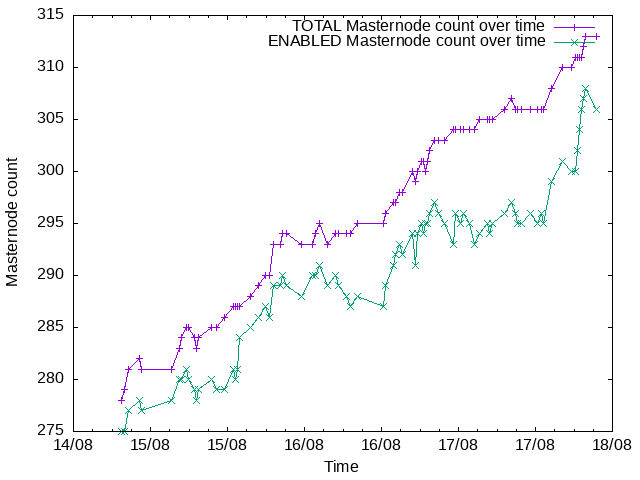 TOTAL Masternode count over time
ENABLED Masternode count over time
Masternode count
315
310
305
300
295
290
285
280
275
14/08 15/08 15/08 16/08 16/08 17/08 17/08 18/08
Time